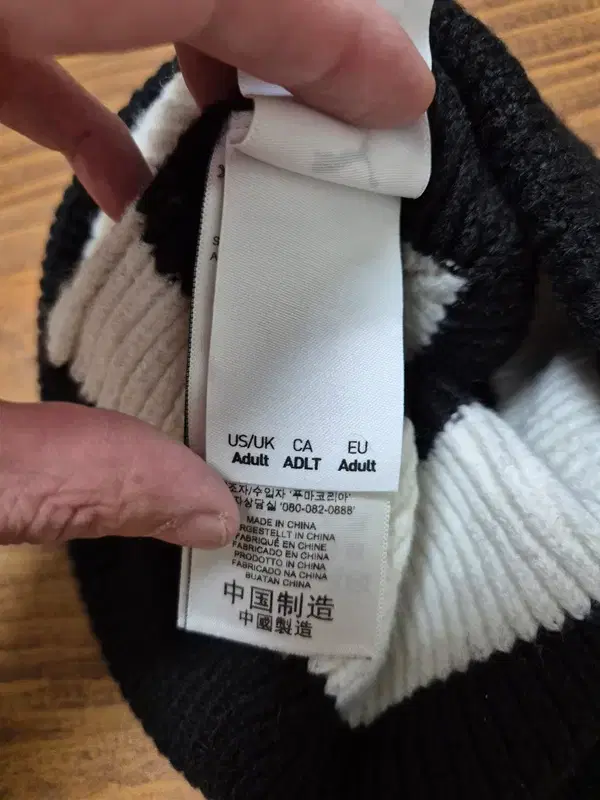 US/UK CA EU
Adult ADLT Adult
조자/수입자 '푸마코리아'
자상담실 '080-082-0888'
MADE IN CHINA
RGESTELLT IN CHINA
FABRIQUÉ EN CHINE
FABRICADO EN CHINA
PRODOTTO IN CHINA
FABRICADO NA CHINA
BUATAN CHINA
中国制造
中國製造